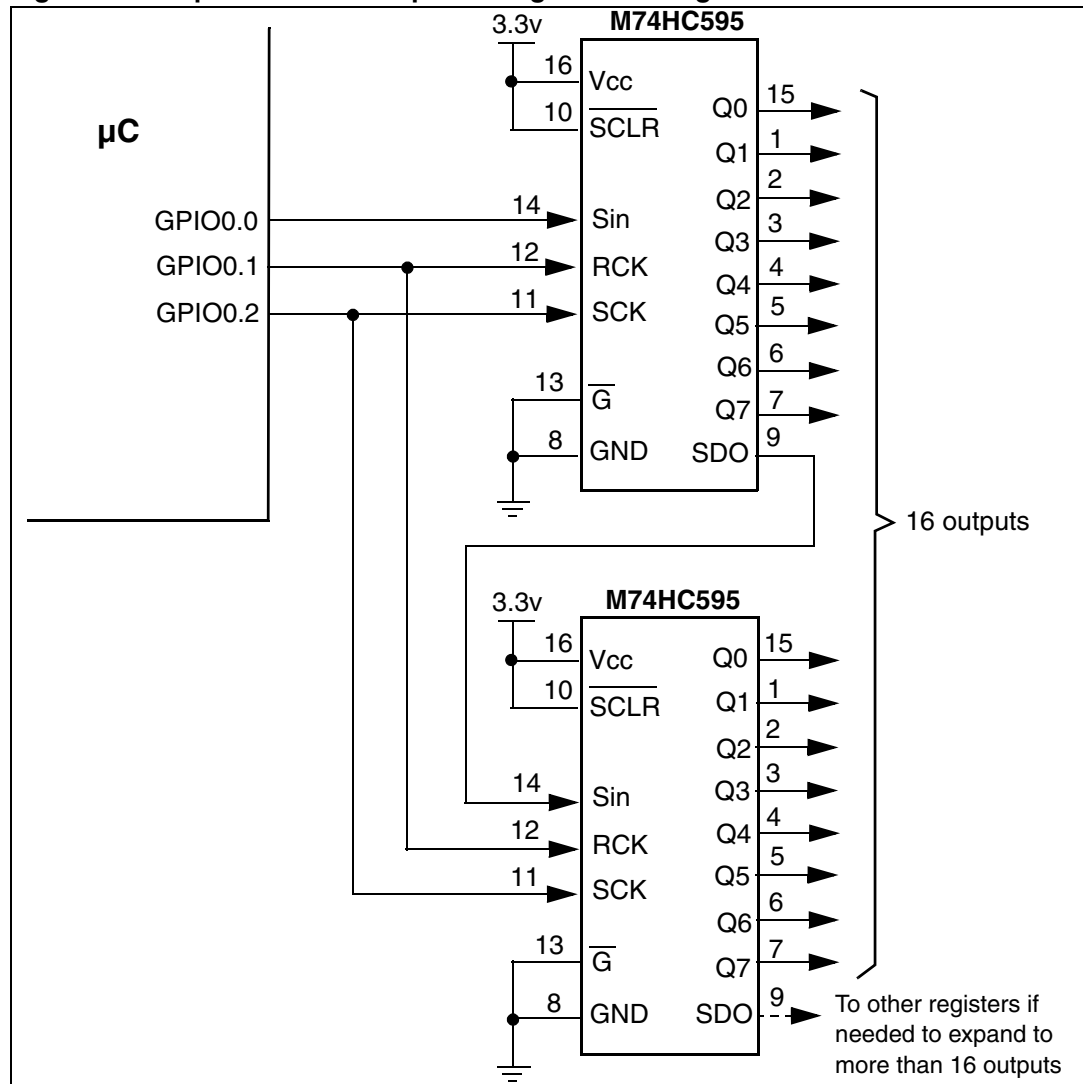 3.3v
M74HC595
16
Vcc
10
SCLR
µC
Q0
15
Q1
1
Q2
2
Q3
3
Q4
4
Q5
5
Q6
6
Q7
7
SDO
9
GPIO0.0
14
Sin
GPIO0.1
12
RCK
GPIO0.2
11
SCK
13
G
8
GND
16 outputs
3.3v
M74HC595
16
Vcc
10
SCLR
Q0
15
Q1
1
Q2
2
Q3
3
Q4
4
Q5
5
Q6
6
Q7
7
SDO
9
14
Sin
12
RCK
11
SCK
13
G
8
GND
To other registers if
needed to expand to
more than 16 outputs